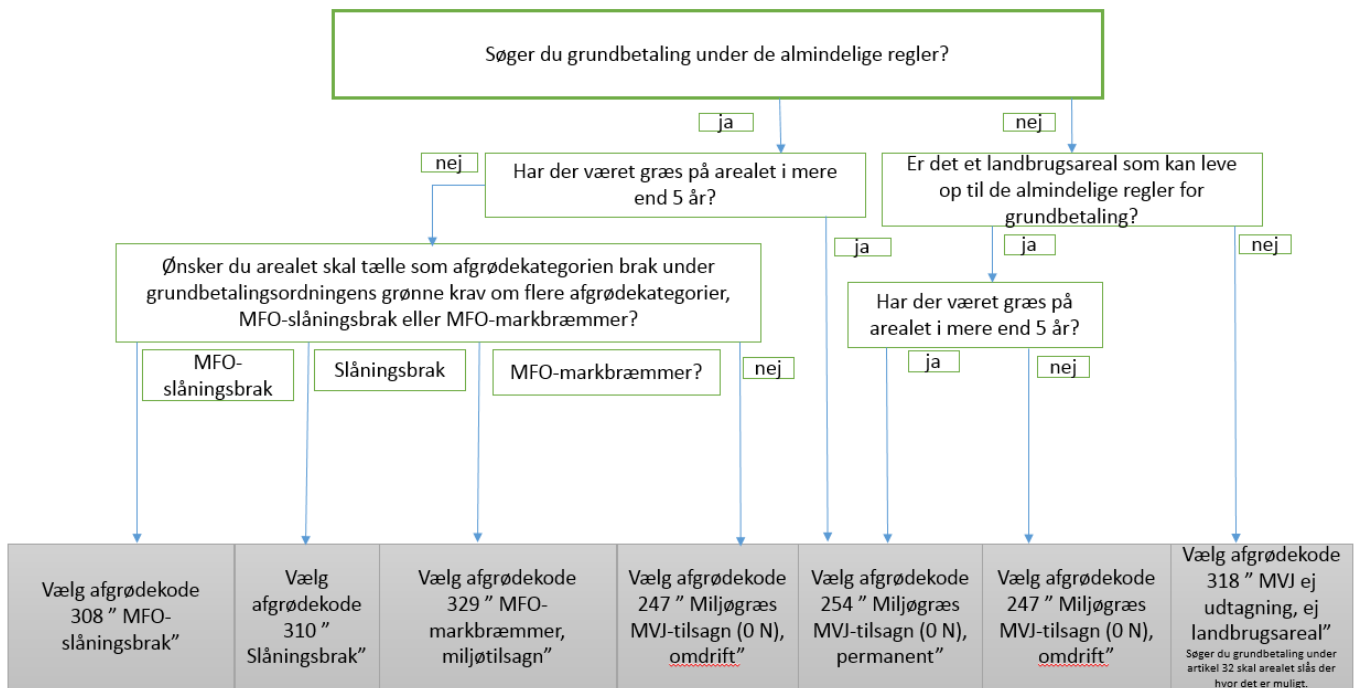 Søger du grundbetaling under de almindelige regler?
ja
nej
nej
Har der været græs på arealet i mere
end 5 år?
Er det et landbrugsareal som kan leve
op til de almindelige regler for
grundbetaling?
ja
ja
nej
Ønsker du arealet skal tælle som afgrødekategorien brak under
grundbetalingsordningens grønne krav om flere afgrødekategorier,
MFO-slåningsbrak eller MFO-markbræmmer?
Har der været græs på
arealet i mere end 5 år?
MFO-
slåningsbrak
Slåningsbrak
MFO-markbræmmer?
nej
ja
nej
Vælg afgrødekode
308 ” MFO-
slåningsbrak”
Vælg
afgrødekode
310 ”
Slåningsbrak”
Vælg afgrødekode
329 ” MFO-
markbræmmer,
miljøtilsagn”
Vælg afgrødekode
247 ” Miljøgræs
MVJ-tilsagn (0 N),
omdrift”
Vælg afgrødekode
254 ” Miljøgræs
MVJ-tilsagn (0 N),
permanent”
Vælg afgrødekode
247 ” Miljøgræs
MVJ-tilsagn (0 N),
omdrift”
Vælg afgrødekode
318 ” MVJ ej
udtagning, ej
landbrugsareal”
Søger du grundbetaling under
artikel 32 skal arealet slås der
hvor det er muligt.